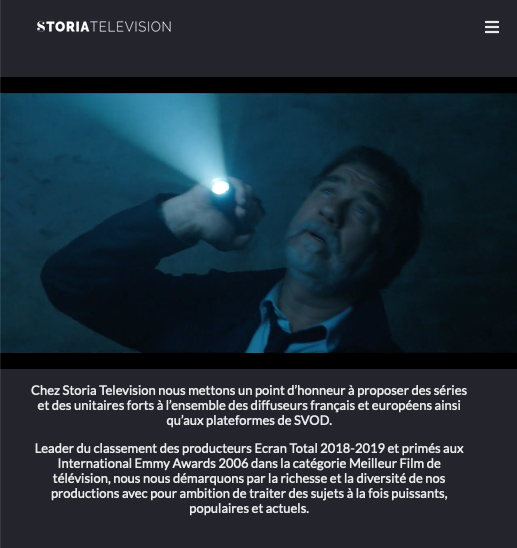 STORIATELEVISION
Chez Storia Television nous mettons un point d'honneur à proposer des séries
et des unitaires forts à l'ensemble des diffuseurs français et européens ainsi
qu'aux plateformes de SVOD.
Leader du classement des producteurs Ecran Total 2018-2019 et primés aux
International Emmy Awards 2006 dans la catégorie Meilleur Film de
télévision, nous nous démarquons par la richesse et la diversité de nos
productions avec pour ambition de traiter des sujets à la fois puissants,
populaires et actuels.